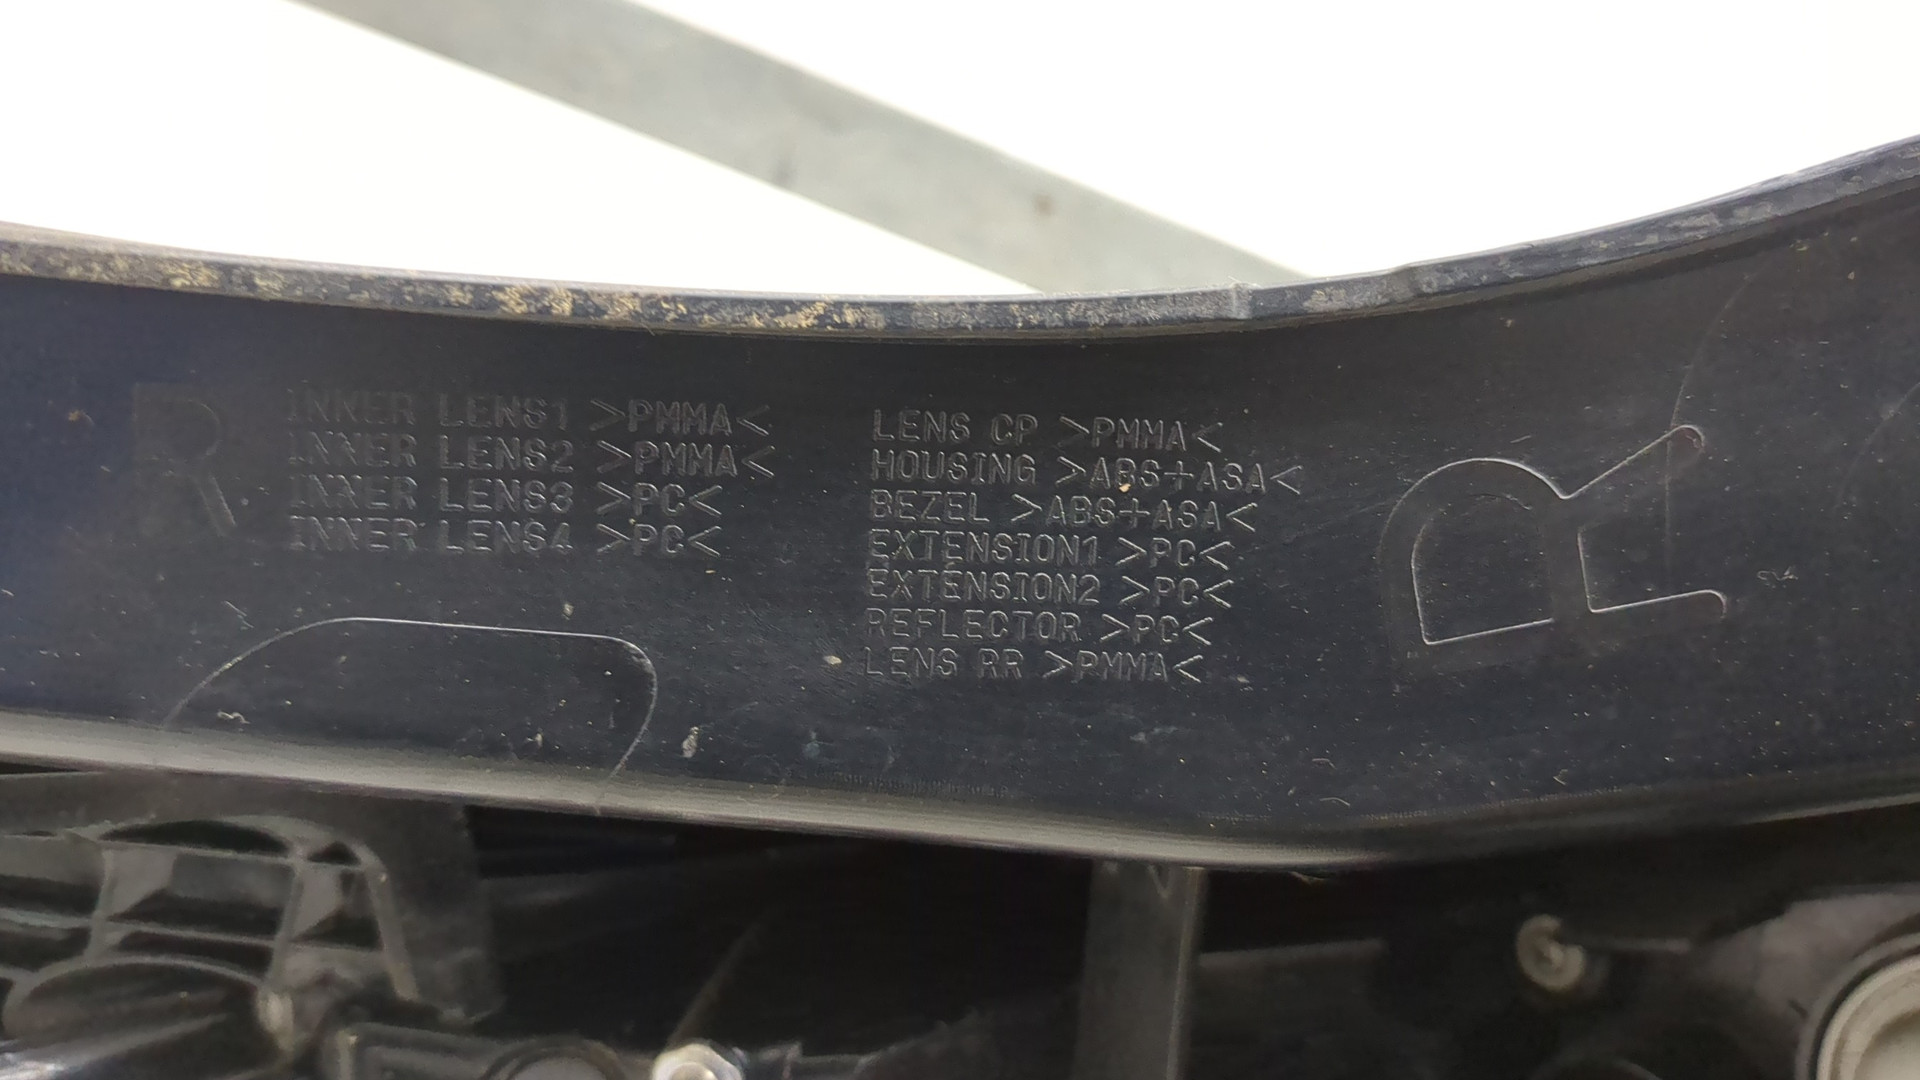 R
INNER LENS1 >PMMA<
INNER LENS2 >PMMA<
INNER LENS3 >PC<
INNER LENS4 >PC<
LENS CP >PMMA<
HOUSING >ABS+ASA<
BEZEL >ABS+ASA<
EXTENSION1 >PC<
EXTENSION2 >PC<
REFLECTOR >PC<
LENS RR >PMMA<
R